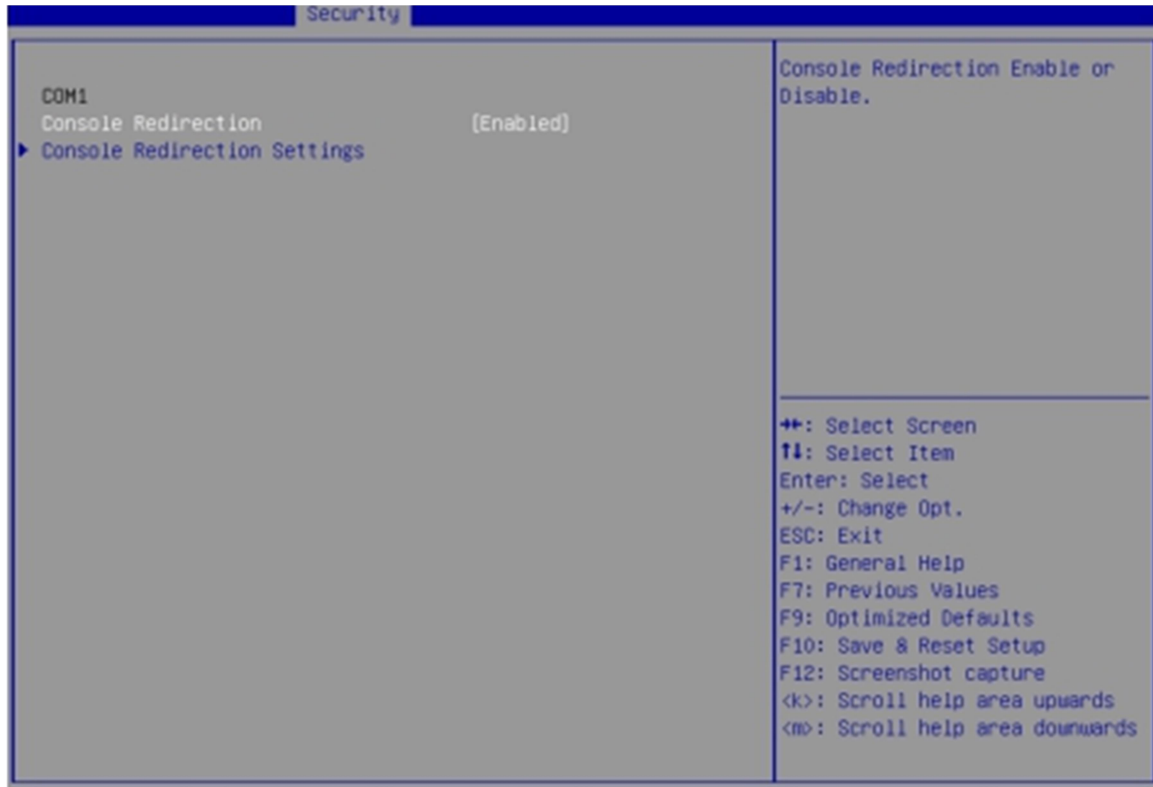 Security
COM1
Console Redirection [Enabled]
Console Redirection Settings
Console Redirection Enable or
Disable.
→←: Select Screen
↑↓: Select Item
Enter: Select
+/-: Change Opt.
ESC: Exit
F1: General Help
F7: Previous Values
F9: Optimized Defaults
F10: Save & Reset Setup
F12: Screenshot capture
<k>: Scroll help area upwards
<m>: Scroll help area downwards